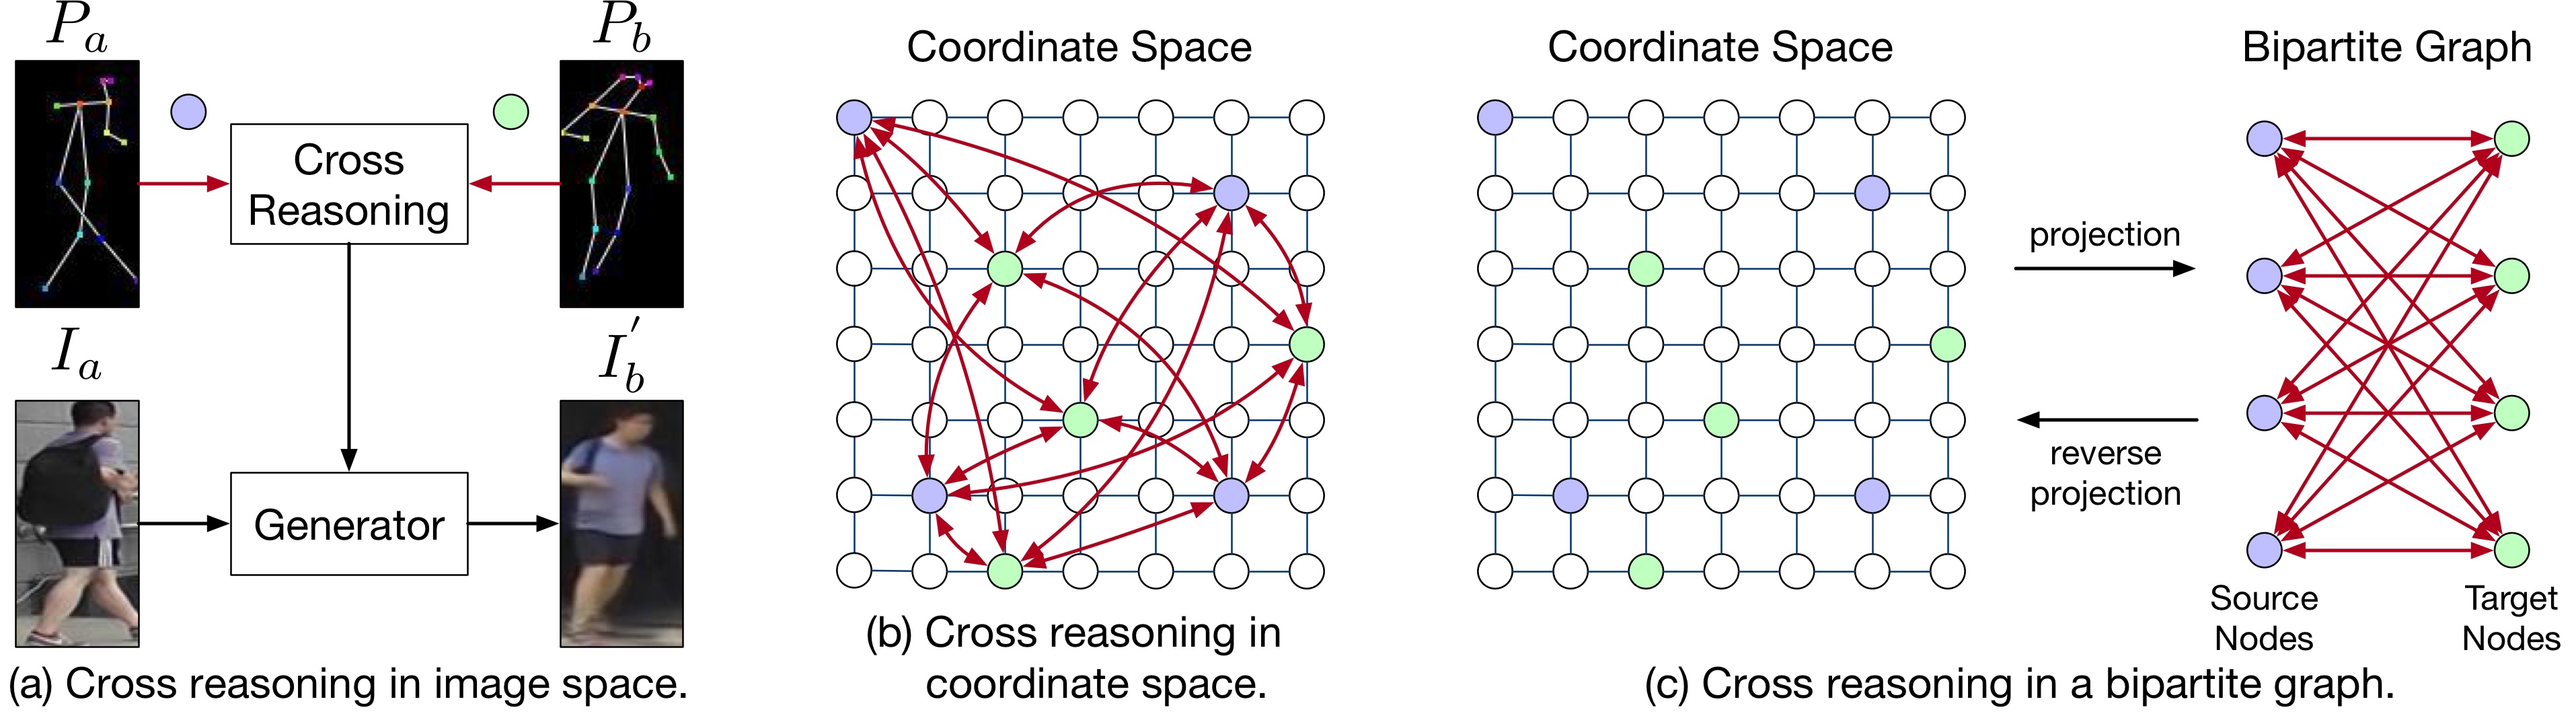 P_a
P_b
Cross
Reasoning
I_a
I_b'
Generator
(a) Cross reasoning in image space.
Coordinate Space
(b) Cross reasoning in
coordinate space.
Coordinate Space
projection
reverse
projection
Bipartite Graph
Source
Nodes
Target
Nodes
(c) Cross reasoning in a bipartite graph.